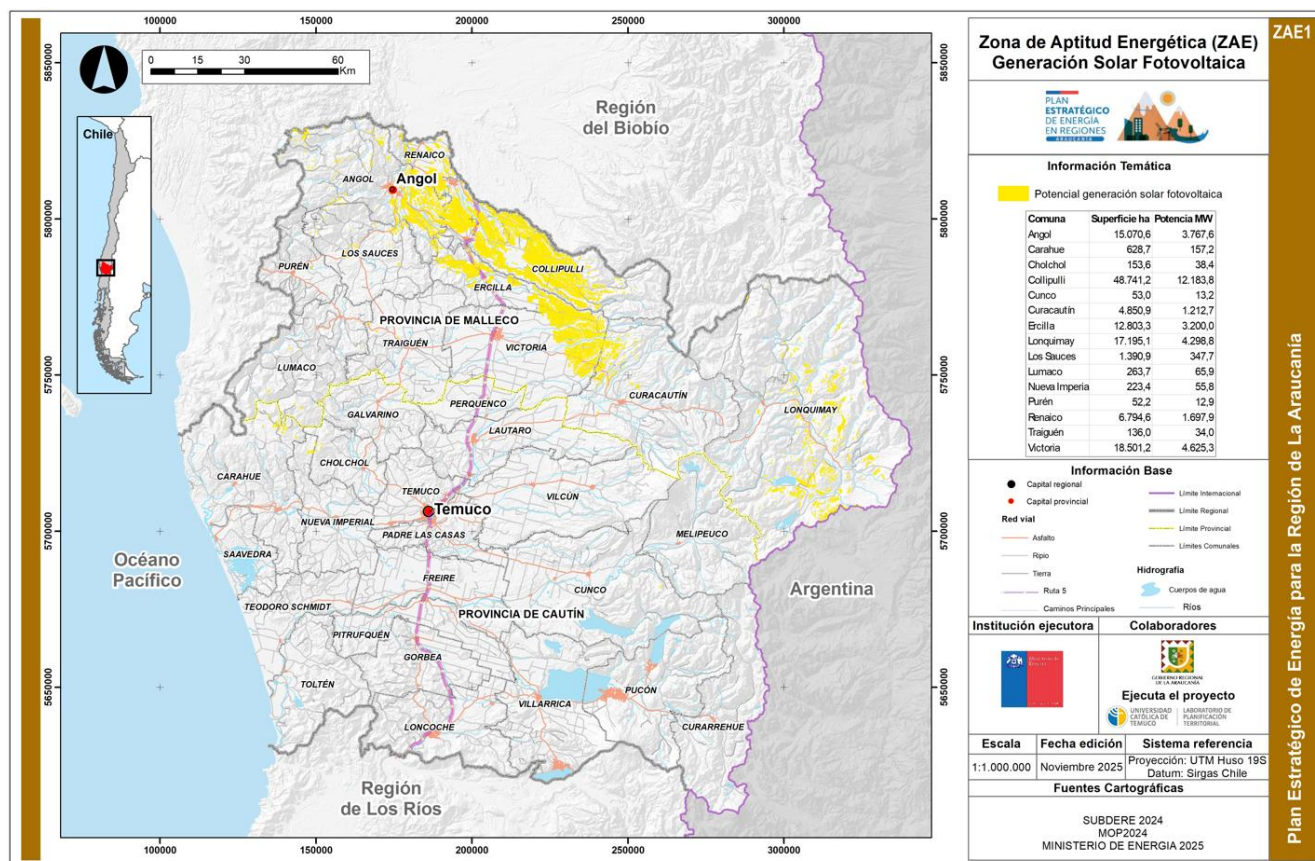 100000 150000 200000 250000 300000
5850000
5800000
5750000
5700000
5650000
0 15 30 60
Km
Chile
Región
del Biobío
RENAICO
ANGOL
Angol
LOS SAUCES
PURÉN
COLLIPULLI
ERCILLA
PROVINCIA DE MALLECO
TRAIGUÉN
VICTORIA
LUMACO
CURACAUTÍN
LONQUIMAY
PERQUENCO
GALVARINO
LAUTARO
CHOLCHOL
CARAHUE
TEMUCO
VILCÚN
Temuco
NUEVA IMPERIAL
PADRE LAS CASAS
MELIPEUCO
SAAVEDRA
Océano
Pacífico
FREIRE
CUNCO
Argentina
TEODORO SCHMIDT
PROVINCIA DE CAUTÍN
PITRUFQUÉN
GORBEA
TOLTÉN
PUCÓN
VILLARRICA
CURARREHUE
LONCOCHE
Región
de Los Ríos
5850000
5800000
5750000
5700000
5650000
100000 150000 200000 250000 300000
Zona de Aptitud Energética (ZAE)
Generación Solar Fotovoltaica
PLAN
ESTRATÉGICO
DE ENERGÍA
EN REGIONES
ARAUCANÍA
Información Temática
Potencial generación solar fotovoltaica
Comuna Superficie ha Potencia MW
Angol 15.070,6 3.767,6
Carahue 628,7 157,2
Cholchol 153,6 38,4
Collipulli 48.741,2 12.183,8
Cunco 53,0 13,2
Curacautín 4.850,9 1.212,7
Ercilla 12.803,3 3.200,0
Lonquimay 17.195,1 4.298,8
Los Sauces 1.390,9 347,7
Lumaco 263,7 65,9
Nueva Imperia 223,4 55,8
Purén 52,2 12,9
Renaico 6.794,6 1.697,9
Traiguén 136,0 34,0
Victoria 18.501,2 4.625,3
Información Base
Capital regional
Capital provincial
Red vial
Asfalto
Ripio
Tierra
Ruta 5
Caminos Principales
Límite Internacional
Límite Regional
Límite Provincial
Límites Comunales
Hidrografía
Cuerpos de agua
Ríos
Institución ejecutora
Colaboradores
GOBIERNO REGIONAL
DE LA ARAUCANÍA
Ejecuta el proyecto
UNIVERSIDAD
CATÓLICA DE
TEMUCO
LABORATORIO DE
PLANIFICACIÓN
TERRITORIAL
Escala Fecha edición Sistema referencia
1:1.000.000 Noviembre 2025 Proyección: UTM Huso 19S
Datum: Sirgas Chile
Fuentes Cartográficas
SUBDERE 2024
MOP2024
MINISTERIO DE ENERGIA 2025
ZAE1
Plan Estratégico de Energía para la Región de La Araucanía